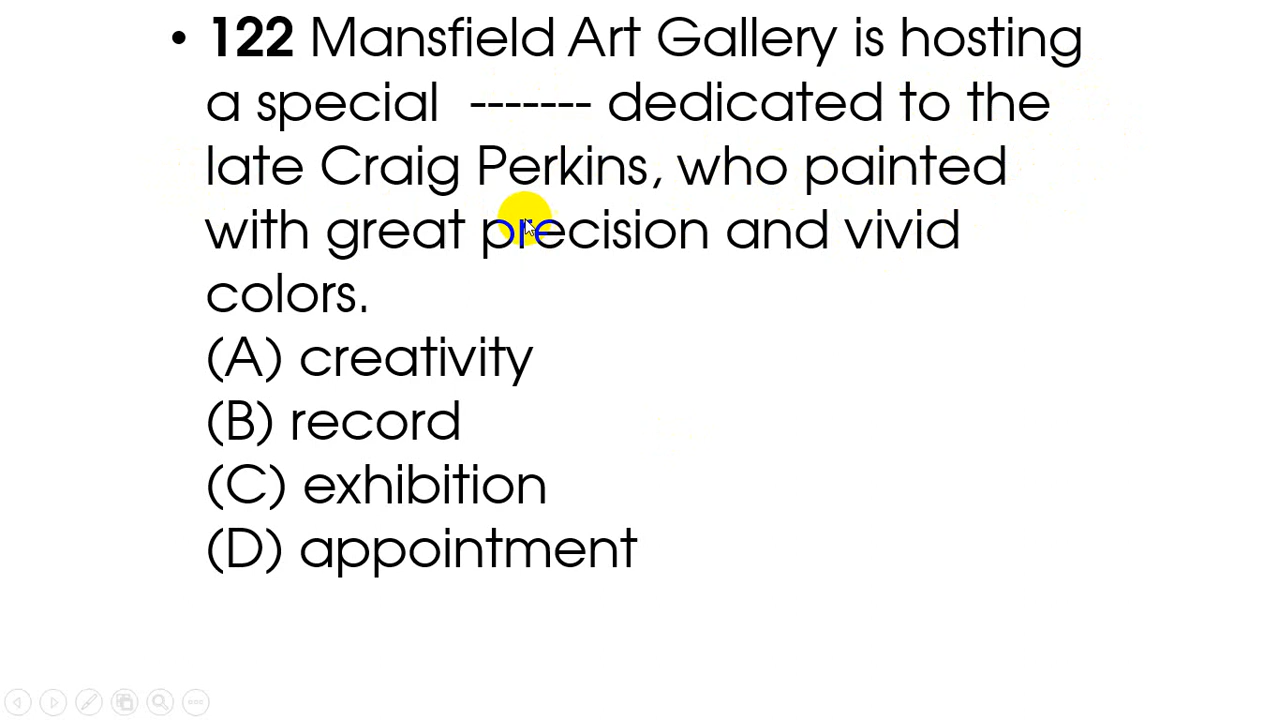 • 122 Mansfield Art Gallery is hosting
a special ------- dedicated to the
late Craig Perkins, who painted
with great precision and vivid
colors.
(A) creativity
(B) record
(C) exhibition
(D) appointment